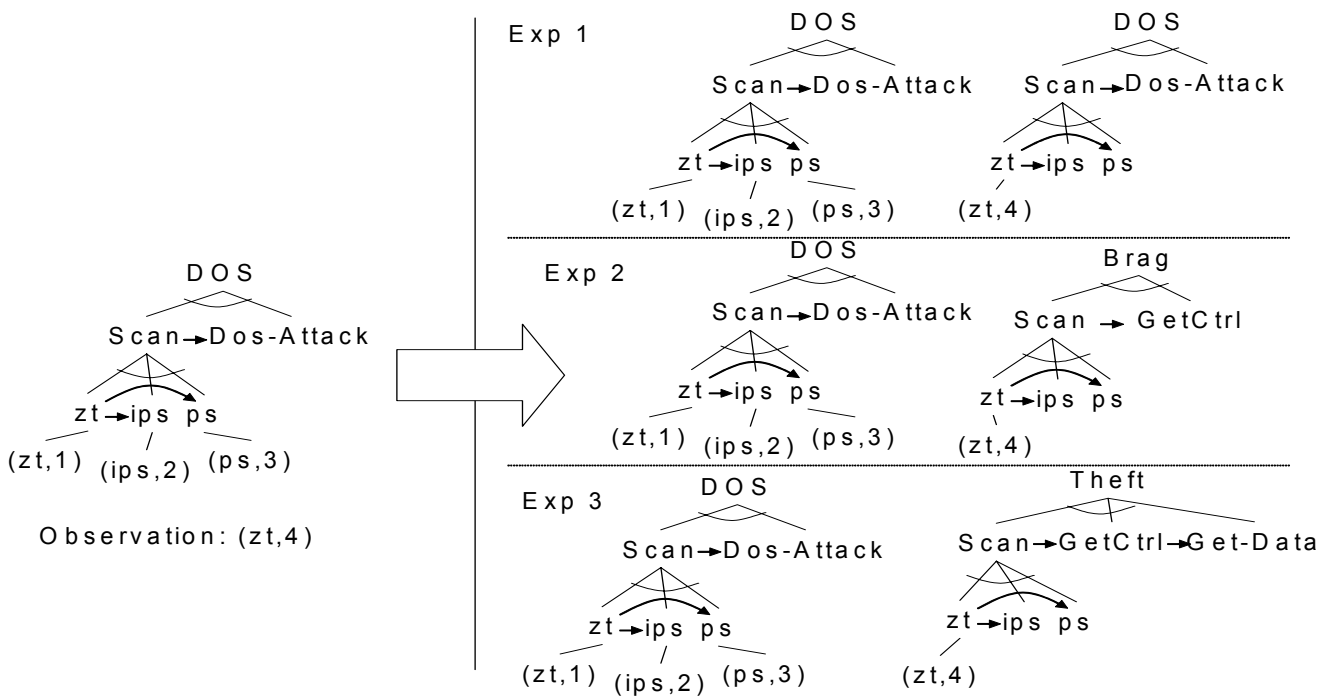 DOS
Scan→Dos-Attack
zt→ips ps
(zt,1) (ips,2) (ps,3)
Observation: (zt,4)
Exp 1
DOS DOS
Scan→Dos-Attack Scan→Dos-Attack
zt→ips ps zt→ips ps
(zt,1) (ips,2) (ps,3) (zt,4)
Exp 2
DOS Brag
Scan→Dos-Attack Scan → GetCtrl
zt→ips ps zt→ips ps
(zt,1) (ips,2) (ps,3) (zt,4)
Exp 3
DOS Theft
Scan→Dos-Attack Scan→GetCtrl→Get-Data
zt→ips ps zt→ips ps
(zt,1) (ips,2) (ps,3) (zt,4)